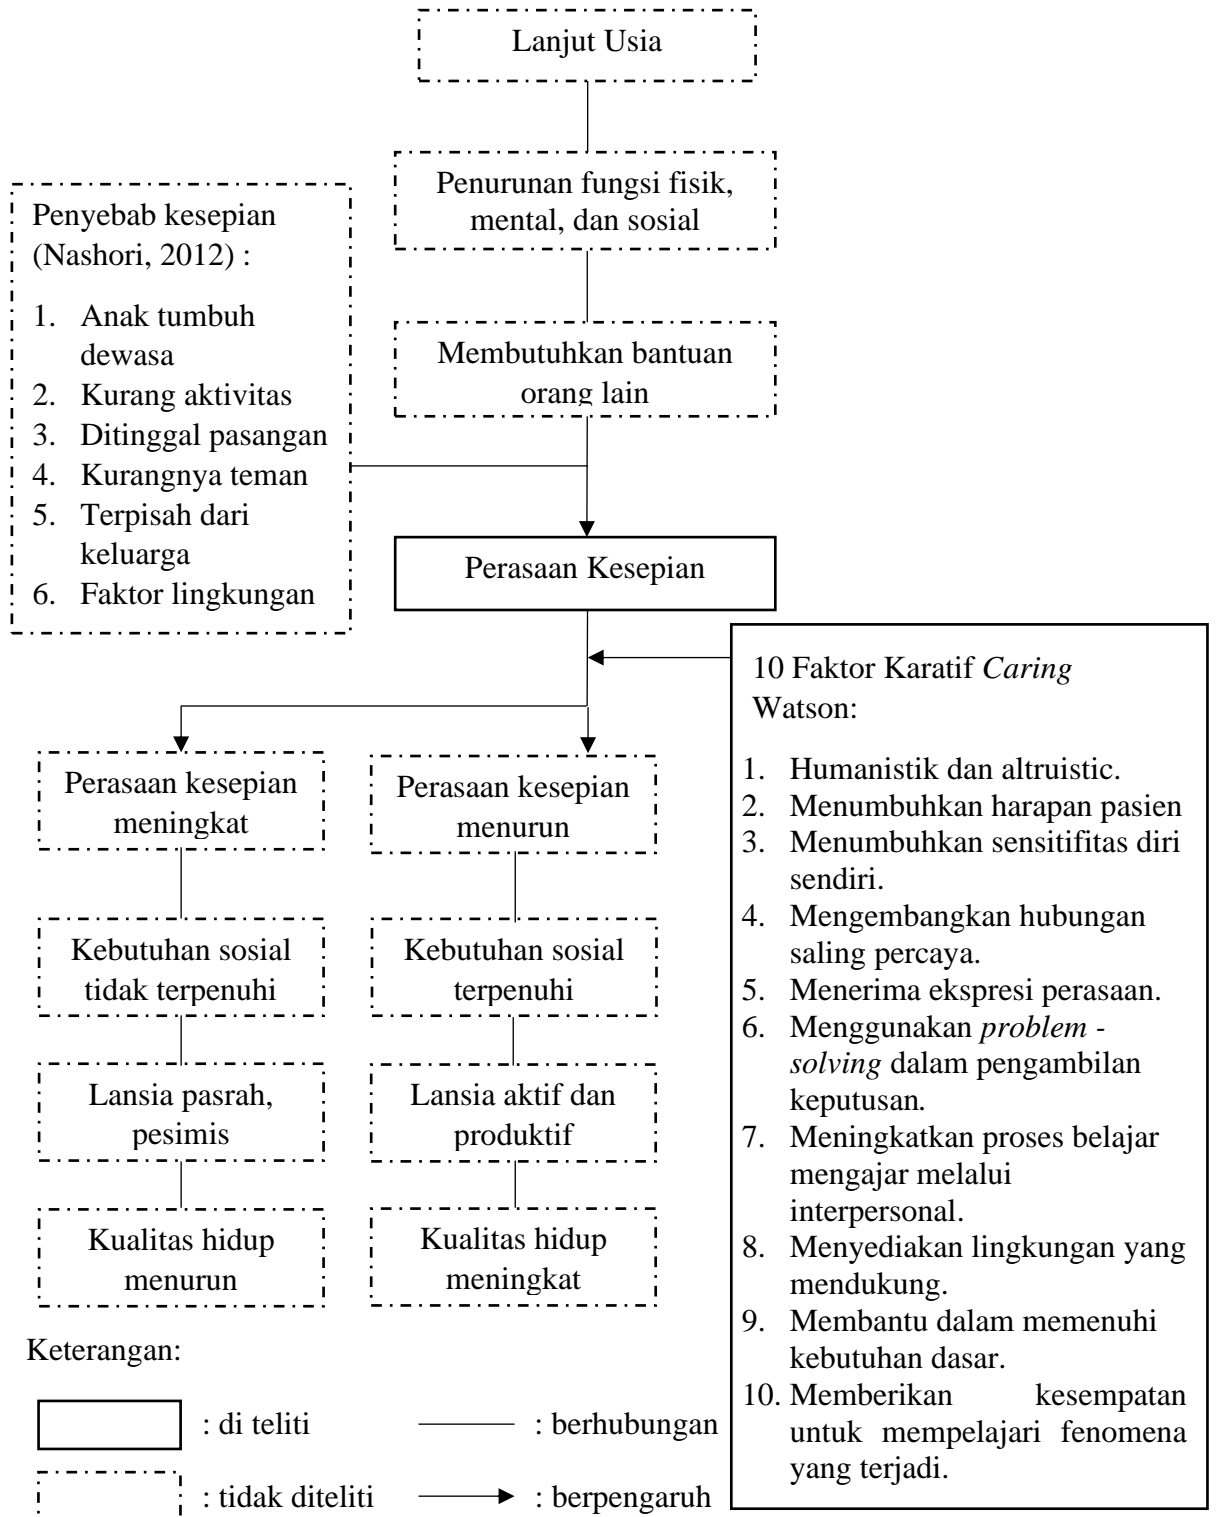 Lanjut Usia
Penurunan fungsi fisik,
mental, dan sosial
Penyebab kesepian
(Nashori, 2012) :
1. Anak tumbuh
dewasa
2. Kurang aktivitas
3. Ditinggal pasangan
4. Kurangnya teman
5. Terpisah dari
keluarga
6. Faktor lingkungan
Membutuhkan bantuan
orang lain
Perasaan Kesepian
10 Faktor Karatif Caring
Watson:
1. Humanistik dan altruistic.
2. Menumbuhkan harapan pasien
3. Menumbuhkan sensitifitas diri
sendiri.
4. Mengembangkan hubungan
saling percaya.
5. Menerima ekspresi perasaan.
6. Menggunakan problem -
solving dalam pengambilan
keputusan.
7. Meningkatkan proses belajar
mengajar melalui
interpersonal.
8. Menyediakan lingkungan yang
mendukung.
9. Membantu dalam memenuhi
kebutuhan dasar.
10. Memberikan kesempatan
untuk mempelajari fenomena
yang terjadi.
Perasaan kesepian
meningkat
Kebutuhan sosial
tidak terpenuhi
Lansia pasrah,
pesimis
Kualitas hidup
menurun
Perasaan kesepian
menurun
Kebutuhan sosial
terpenuhi
Lansia aktif dan
produktif
Kualitas hidup
meningkat
Keterangan:
: di teliti
: berhubungan
: tidak diteliti
: berpengaruh